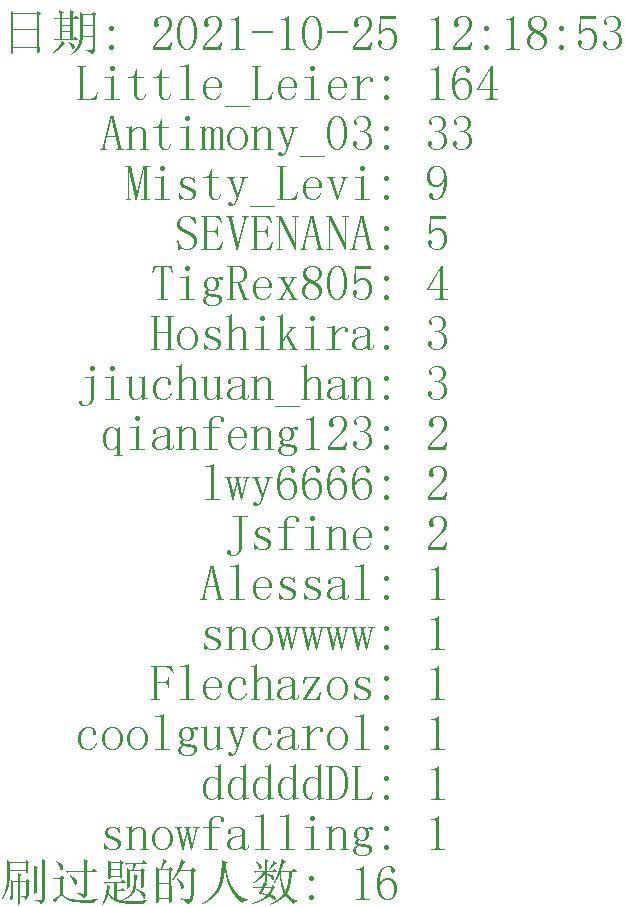 日期: 2021-10-25 12:18:53
Little_Leier: 164
Antimony_03: 33
Misty_Levi: 9
SEVENANA: 5
TigRex805: 4
Hoshikira: 3
jiuchuan_han: 3
qianfeng123: 2
lwy6666: 2
Jsfine: 2
Alessal: 1
snowwww: 1
Flechazos: 1
coolguycarol: 1
dddddDL: 1
snowfalling: 1
刷过题的人数: 16